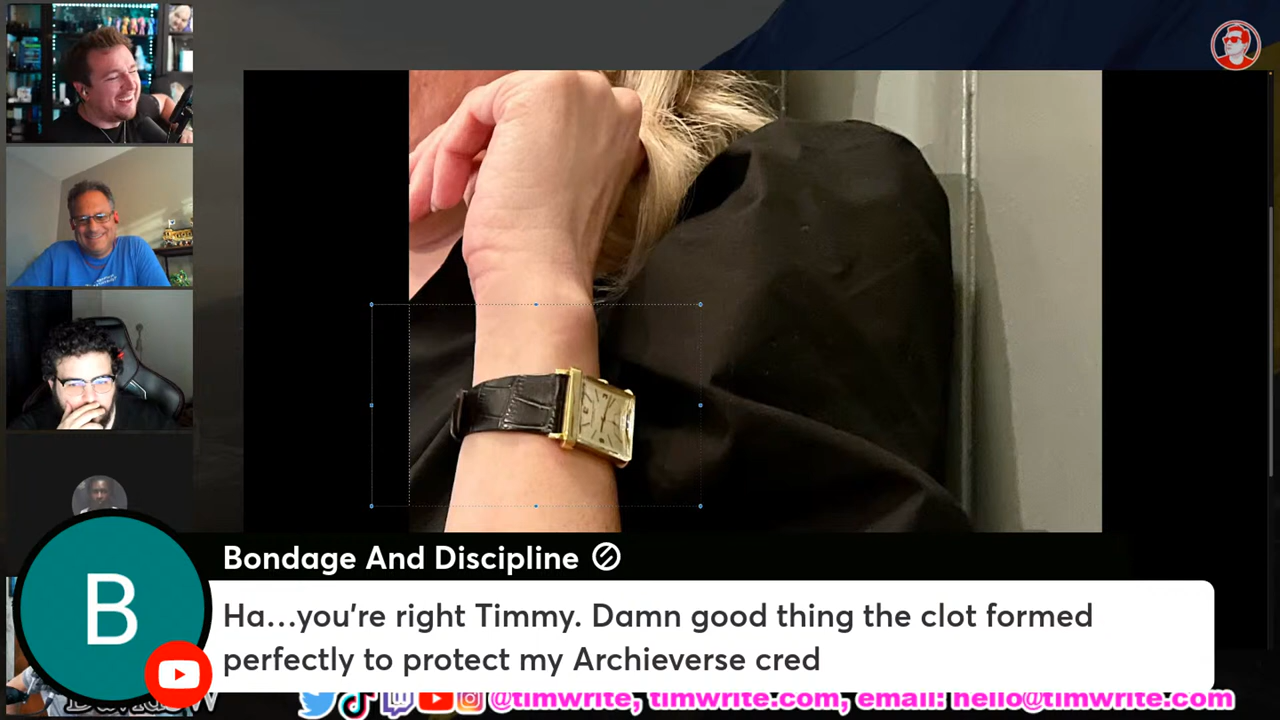 Bondage And Discipline
B
Ha...you're right Timmy. Damn good thing the clot formed
perfectly to protect my Archieverse cred
@timwrite, timwrite.com, email: hello@timwrite.com